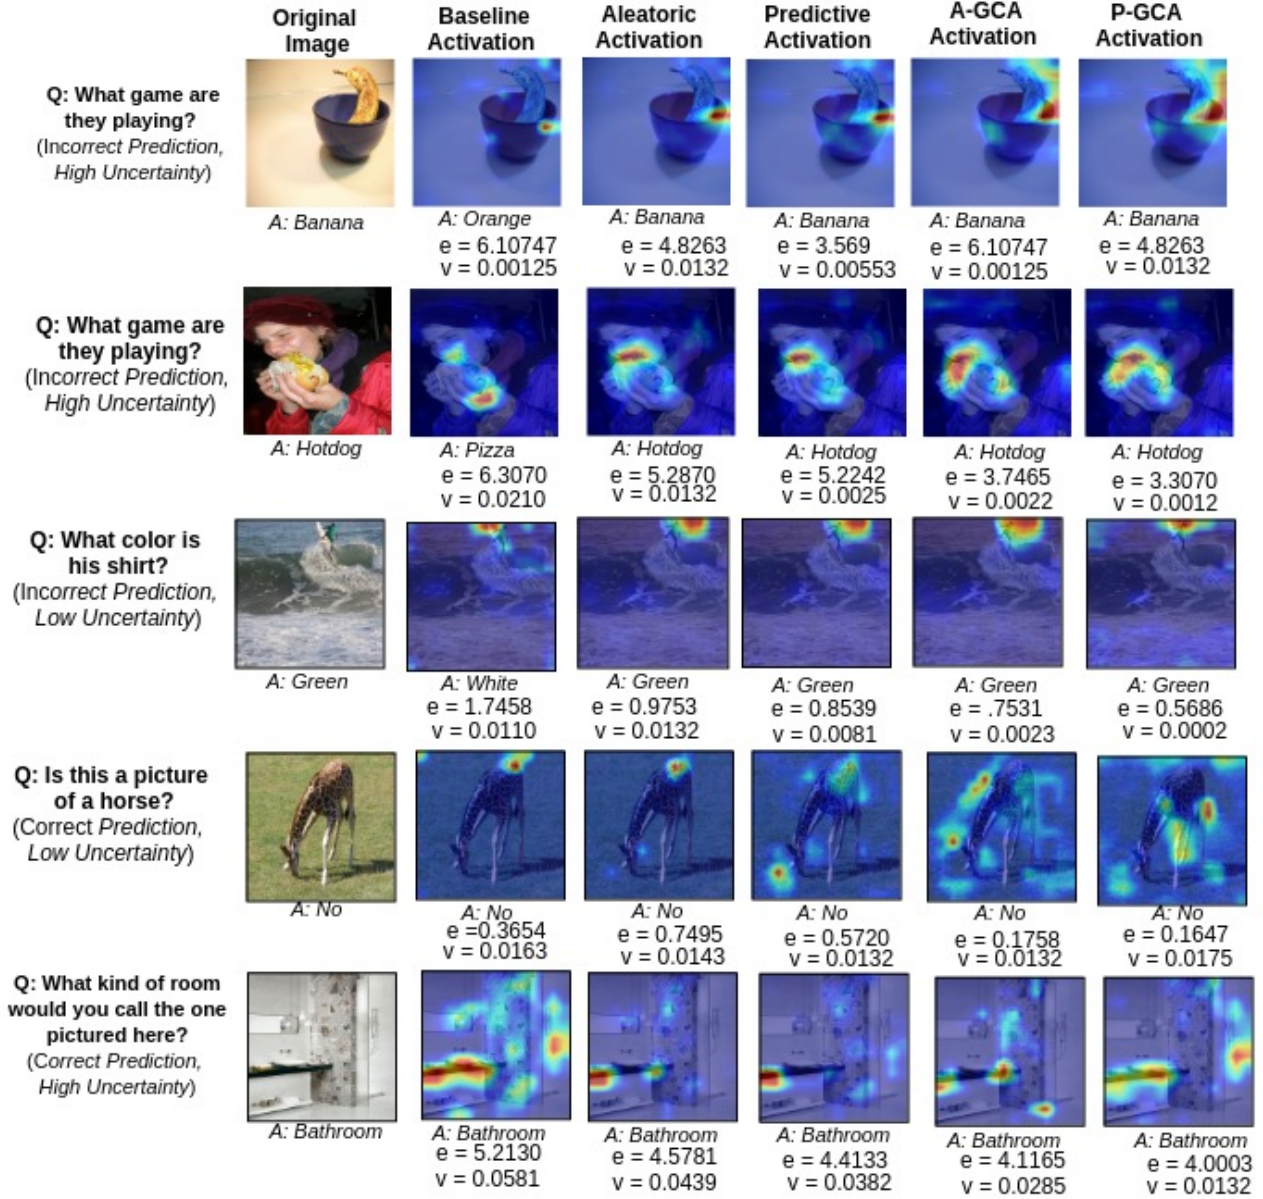 Original Image
Baseline Activation
Aleatoric Activation
Predictive Activation
A-GCA Activation
P-GCA Activation
Q: What game are
they playing?
(Incorrect Prediction,
High Uncertainty)
A: Banana
A: Orange
e = 6.10747
v = 0.00125
A: Banana
e = 4.8263
v = 0.0132
A: Banana
e = 3.569
v = 0.00553
A: Banana
e = 6.10747
v = 0.00125
A: Banana
e = 4.8263
v = 0.0132
Q: What game are
they playing?
(Incorrect Prediction,
High Uncertainty)
A: Hotdog
A: Pizza
e = 6.3070
v = 0.0210
A: Hotdog
e = 5.2870
v = 0.0132
A: Hotdog
e = 5.2242
v = 0.0025
A: Hotdog
e = 3.7465
v = 0.0022
A: Hotdog
e = 3.3070
v = 0.0012
Q: What color is
his shirt?
(Incorrect Prediction,
Low Uncertainty)
A: Green
A: White
e = 1.7458
v = 0.0110
A: Green
e = 0.9753
v = 0.0132
A: Green
e = 0.8539
v = 0.0081
A: Green
e = .7531
v = 0.0023
A: Green
e = 0.5686
v = 0.0002
Q: Is this a picture
of a horse?
(Correct Prediction,
Low Uncertainty)
A: No
A: No
e =0.3654
v = 0.0163
A: No
e = 0.7495
v = 0.0143
A: No
e = 0.5720
v = 0.0132
A: No
e = 0.1758
v = 0.0132
A: No
e = 0.1647
v = 0.0175
Q: What kind of room
would you call the one
pictured here?
(Correct Prediction,
High Uncertainty)
A: Bathroom
A: Bathroom
e = 5.2130
v = 0.0581
A: Bathroom
e = 4.5781
v = 0.0439
A: Bathroom
e = 4.4133
v = 0.0382
A: Bathroom
e = 4.1165
v = 0.0285
A: Bathroom
e = 4.0003
v = 0.0132